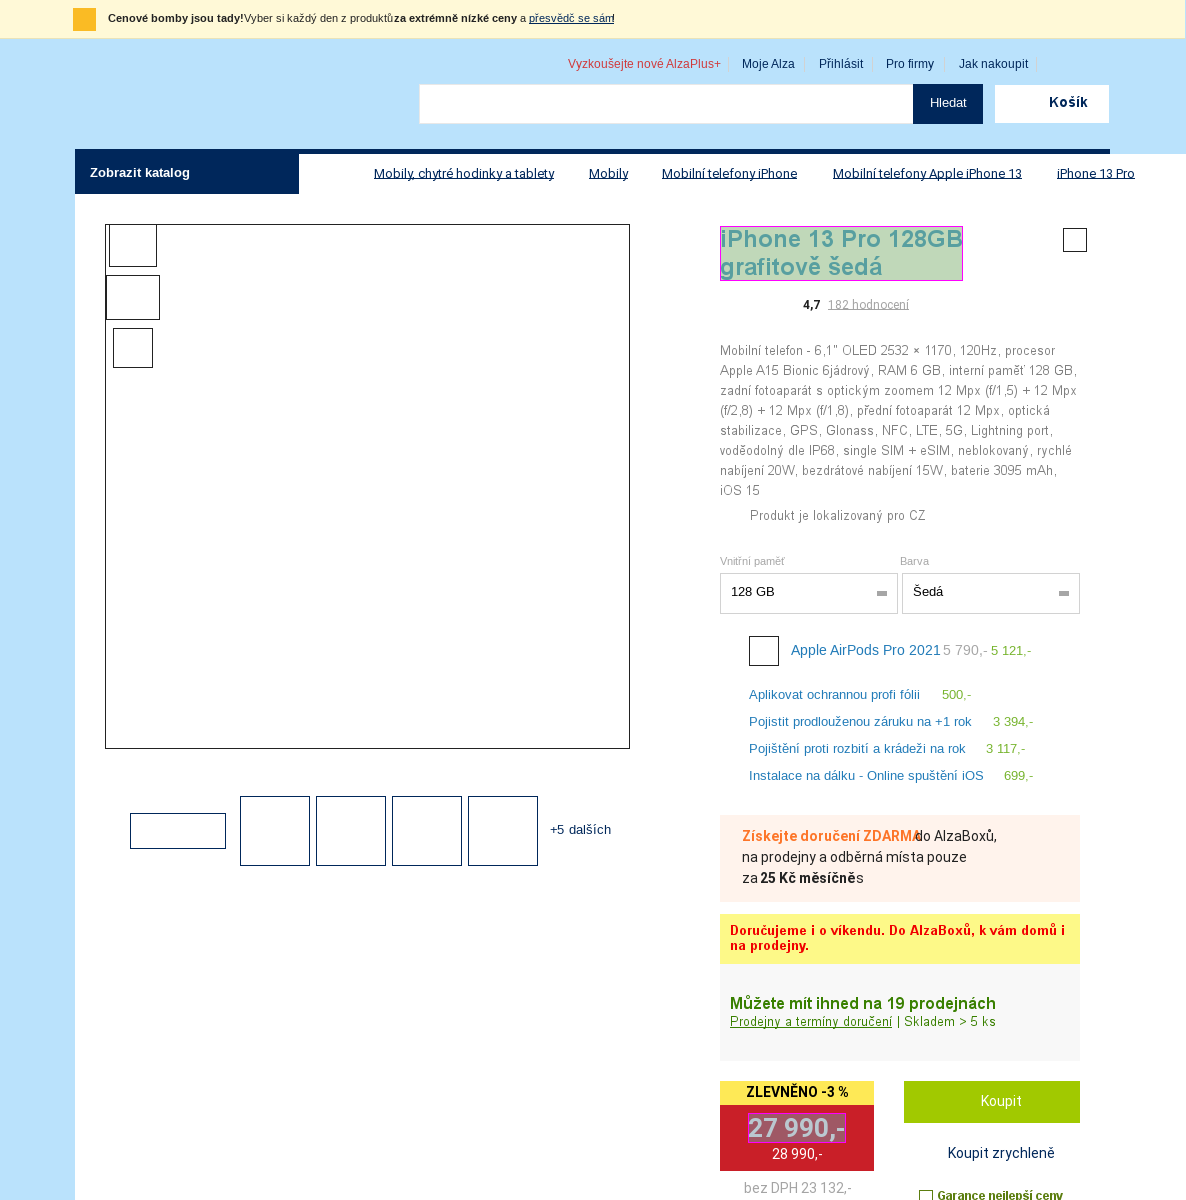 Cenové bomby jsou tady! Vyber si každý den z produktů za extrémně nízké ceny a přesvědč se sám!
Vyzkoušejte nové AlzaPlus+ Moje Alza Přihlásit Pro firmy Jak nakoupit
Hledat
Košík
Zobrazit katalog
Mobily, chytré hodinky a tablety Mobily Mobilní telefony iPhone Mobilní telefony Apple iPhone 13 iPhone 13 Pro
iPhone 13 Pro 128GB
grafitově šedá
4,7 182 hodnocení
Mobilní telefon - 6,1" OLED 2532 × 1170, 120Hz, procesor
Apple A15 Bionic 6jádrový, RAM 6 GB, interní paměť 128 GB,
zadní fotoaparát s optickým zoomem 12 Mpx (f/1,5) + 12 Mpx
(f/2,8) + 12 Mpx (f/1,8), přední fotoaparát 12 Mpx, optická
stabilizace, GPS, Glonass, NFC, LTE, 5G, Lightning port,
voděodolný dle IP68, single SIM + eSIM, neblokovaný, rychlé
nabíjení 20W, bezdrátové nabíjení 15W, baterie 3095 mAh,
iOS 15
Produkt je lokalizovaný pro CZ
Vnitřní paměť Barva
128 GB Šedá
Apple AirPods Pro 2021 5 790,- 5 121,-
Aplikovat ochrannou profi fólii 500,-
Pojistit prodlouženou záruku na +1 rok 3 394,-
Pojištění proti rozbití a krádeži na rok 3 117,-
Instalace na dálku - Online spuštění iOS 699,-
+5 dalších
Získejte doručení ZDARMA do AlzaBoxů,
na prodejny a odběrná místa pouze
za 25 Kč měsíčně s
Doručujeme i o víkendu. Do AlzaBoxů, k vám domů i
na prodejny.
Můžete mít ihned na 19 prodejnách
Prodejny a termíny doručení | Skladem > 5 ks
ZLEVNĚNO -3 %
27 990,-
28 990,-
bez DPH 23 132,-
Koupit
Koupit zrychleně
Garance nejlepší ceny